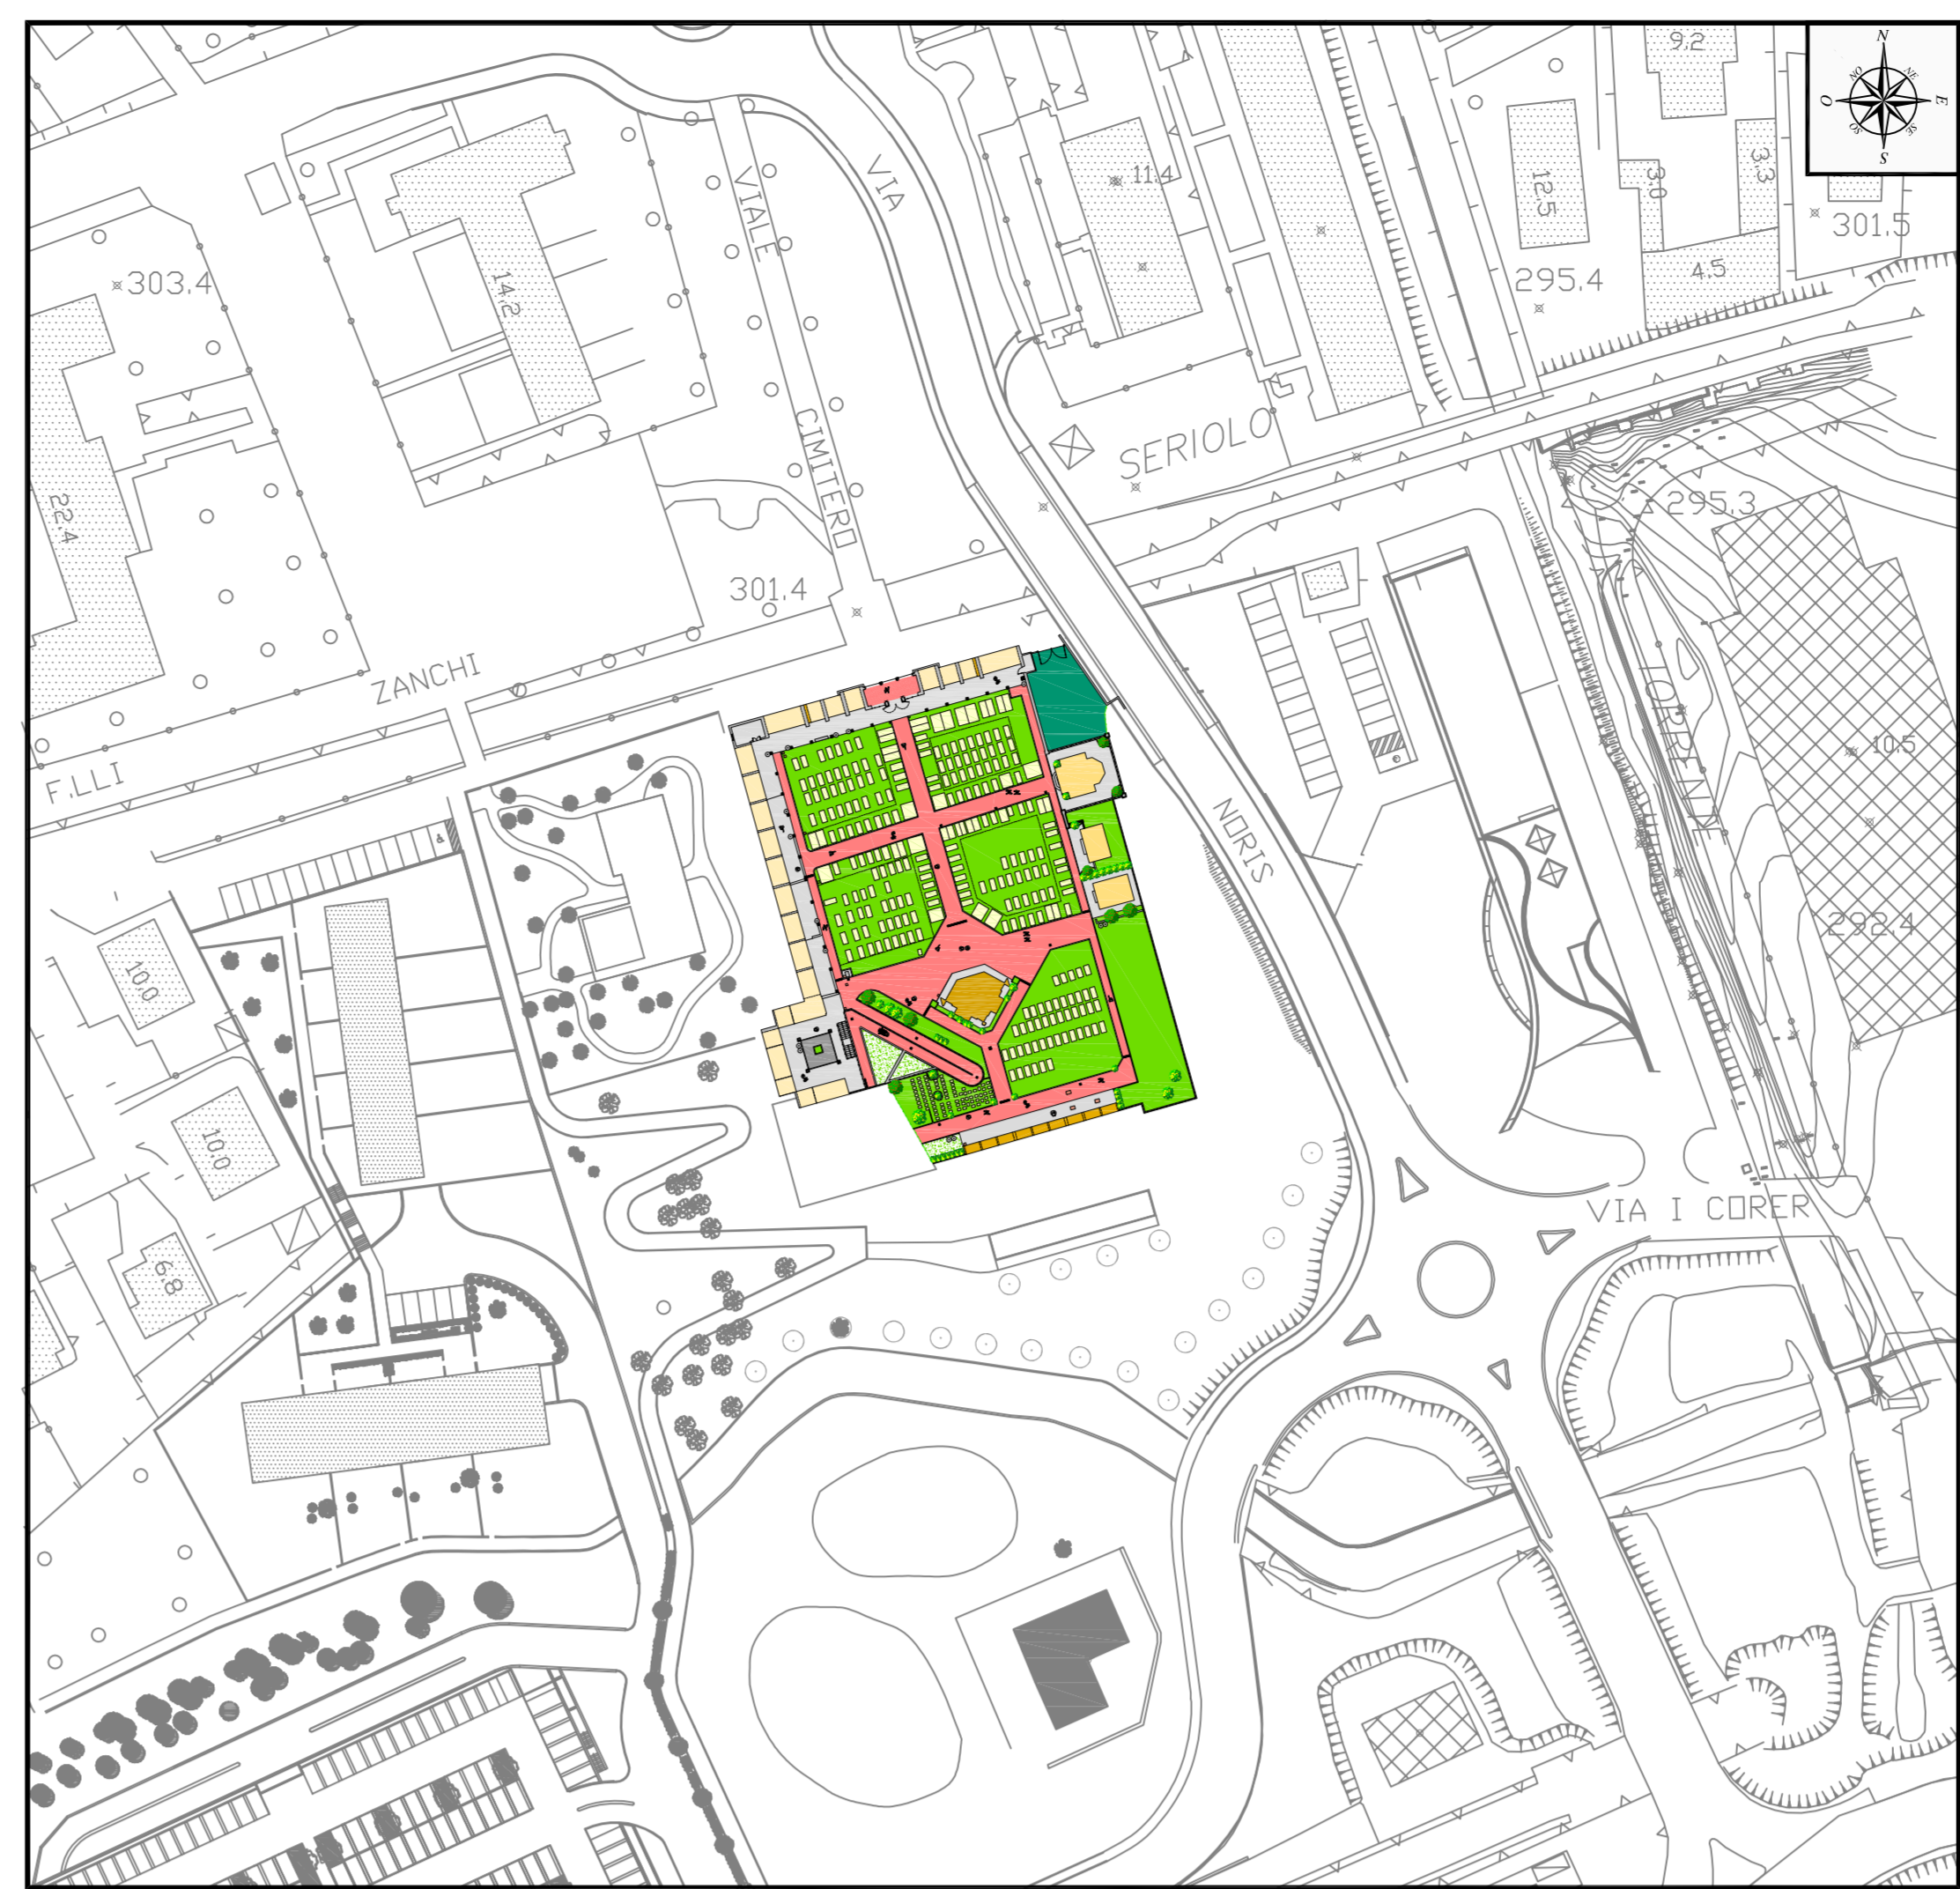 9.2
N
NO
NE
O
E
SO
SE
S
VIA
VIALE
11.4
12.5
3.0
3.3
301.5
303.4
14.2
295.4
4.5
CIMITERO
SERIOLO
22.4
295.3
301.4
ZANCHI
TORRENTE
F.LLI
10.5
NORIS
292.4
10.0
10.0
VIA I CORER
6.8